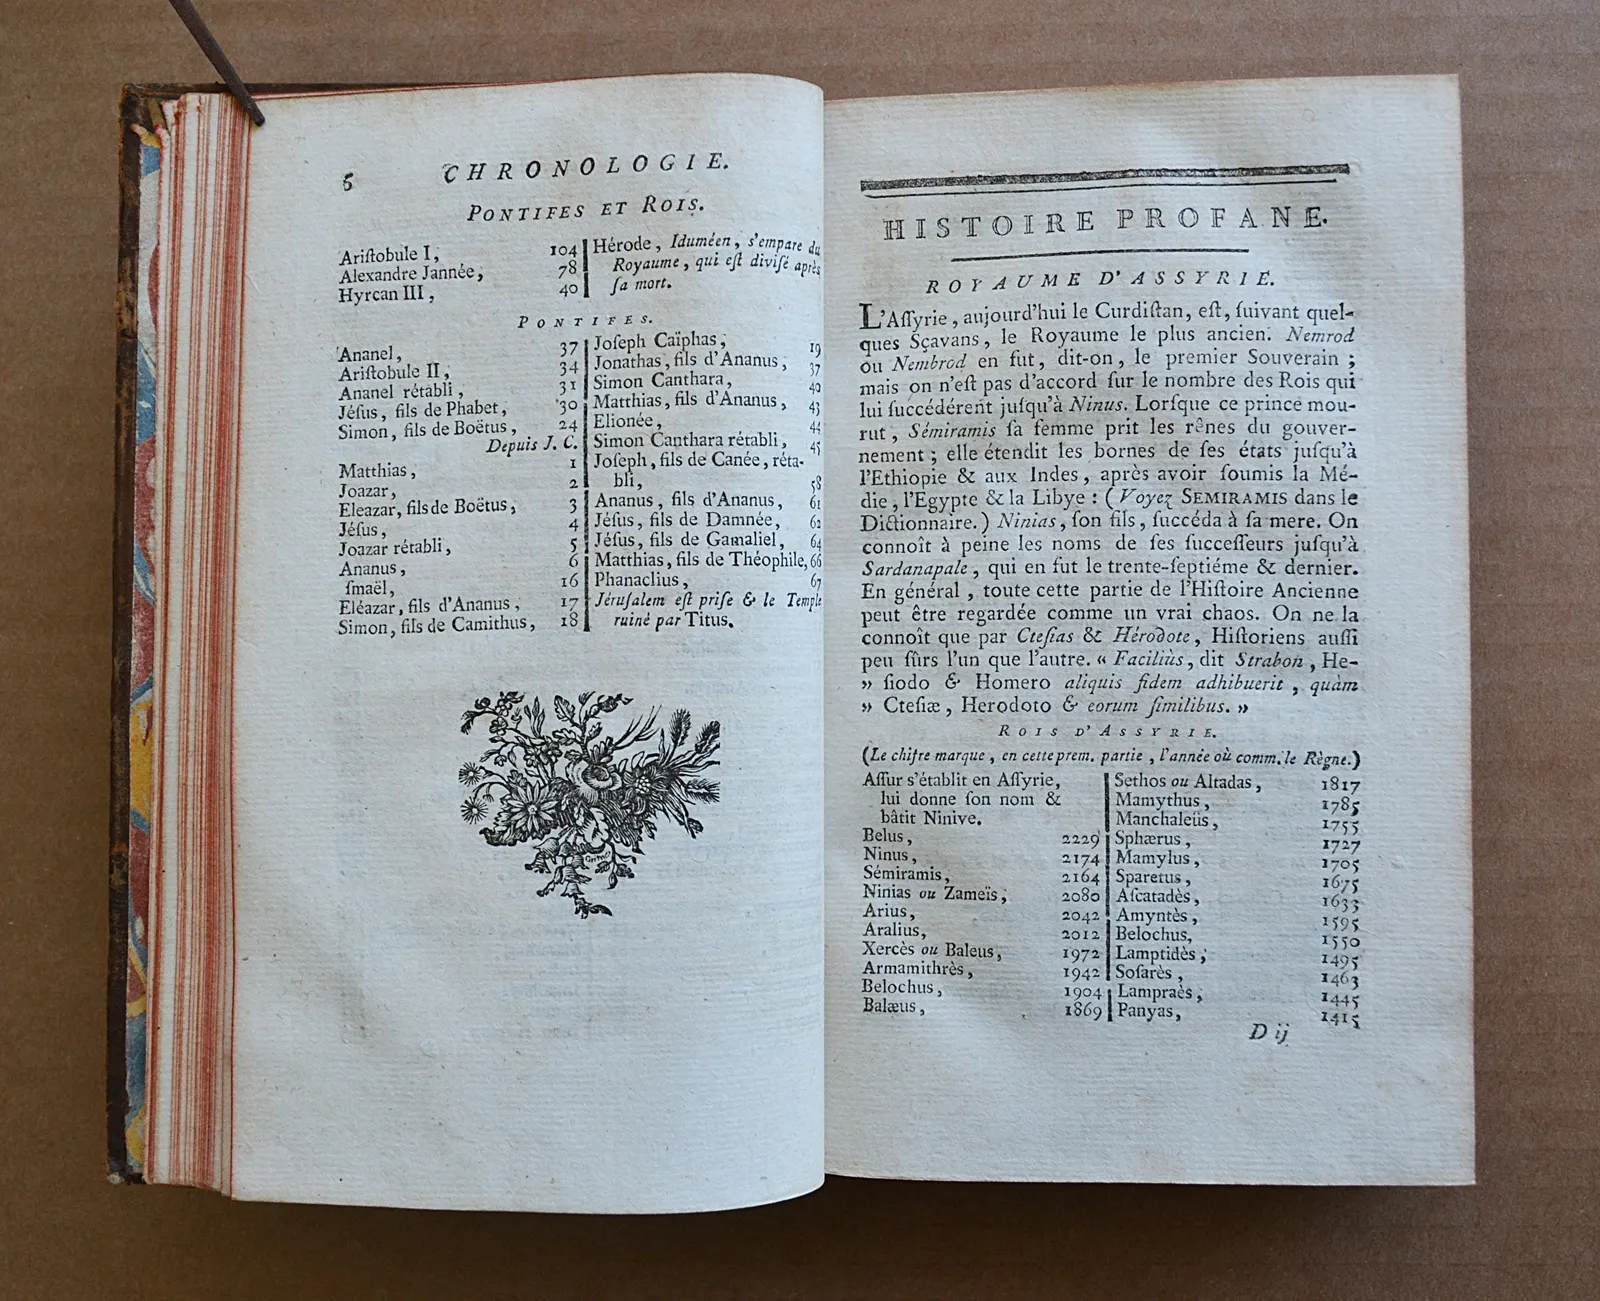 6
CHRONOLOGIE.
PONTIFES ET ROIS.
Ariſtobule I, 104
Alexandre Jannée, 78
Hyrcan III, 40
Hérode, Iduméen, s'empare du
Royaume, qui eſt diviſé après
ſa mort.
PONTIFES.
Ananel, 37
Ariſtobule II, 34
Ananel rétabli, 31
Jéſus, fils de Phabet, 30
Simon, fils de Boëtus, 24
Depuis J. C.
Matthias, 1
Joazar, 2
Eleazar, fils de Boëtus, 3
Jéſus, 4
Joazar rétabli, 5
Ananus, 6
ſmaël, 16
Eléazar, fils d'Ananus, 17
Simon, fils de Camithus, 18
Joſeph Caïphas, 19
Jonathas, fils d'Ananus, 37
Simon Canthara, 40
Matthias, fils d'Ananus, 43
Elionée, 44
Simon Canthara rétabli, 45
Joſeph, fils de Canée, réta-
bli, 58
Ananus, fils d'Ananus, 61
Jéſus, fils de Damnée, 62
Jéſus, fils de Gamaliel, 64
Matthias, fils de Théophile, 66
Phanaclius, 67
Jéruſalem eſt priſe & le Temple
ruiné par Titus.
HISTOIRE PROFANE.
ROYAUME D'ASSYRIE.
L'Aſſyrie, aujourd'hui le Curdiſtan, eſt, ſuivant quel-
ques Sçavans, le Royaume le plus ancien. Nemrod
ou Nembrod en fut, dit-on, le premier Souverain ;
mais on n'eſt pas d'accord ſur le nombre des Rois qui
lui ſuccédérent juſqu'à Ninus. Lorſque ce prince mou-
rut, Sémiramis ſa femme prit les rênes du gouver-
nement ; elle étendit les bornes de ſes états juſqu'à
l'Ethiopie & aux Indes, après avoir ſoumis la Mé-
die, l'Egypte & la Libye : (Voyez SEMIRAMIS dans le
Dictionnaire.) Ninias, ſon fils, ſuccéda à ſa mere. On
connoît à peine les noms de ſes ſucceſſeurs juſqu'à
Sardanapale, qui en fut le trente-ſeptiéme & dernier.
En général, toute cette partie de l'Hiſtoire Ancienne
peut être regardée comme un vrai chaos. On ne la
connoît que par Cteſias & Hérodote, Hiſtoriens auſſi
peu ſûrs l'un que l'autre. « Faciliùs, dit Strabon, He-
» ſiodo & Homero aliquis fidem adhibuerit, quàm
» Cteſiæ, Herodoto & eorum ſimilibus. »
ROIS D'ASSYRIE.
(Le chifre marque, en cette prem. partie, l'année où comm. le Règne.)
Aſſur s'établit en Aſſyrie,
lui donne ſon nom &
bâtit Ninive.
Belus, 2229
Ninus, 2174
Sémiramis, 2164
Ninias ou Zameïs, 2080
Arius, 2042
Aralius, 2012
Xercès ou Baleus, 1972
Armamithrès, 1942
Belochus, 1904
Balæus, 1869
Sethos ou Altadas, 1817
Mamythus, 1785
Manchaleüs, 1755
Sphærus, 1727
Mamylus, 1705
Sparetus, 1675
Aſcatadès, 1633
Amyntès, 1595
Belochus, 1550
Lamptidès, 1495
Soſarès, 1463
Lampraès, 1445
Panyas, 1415
D ij